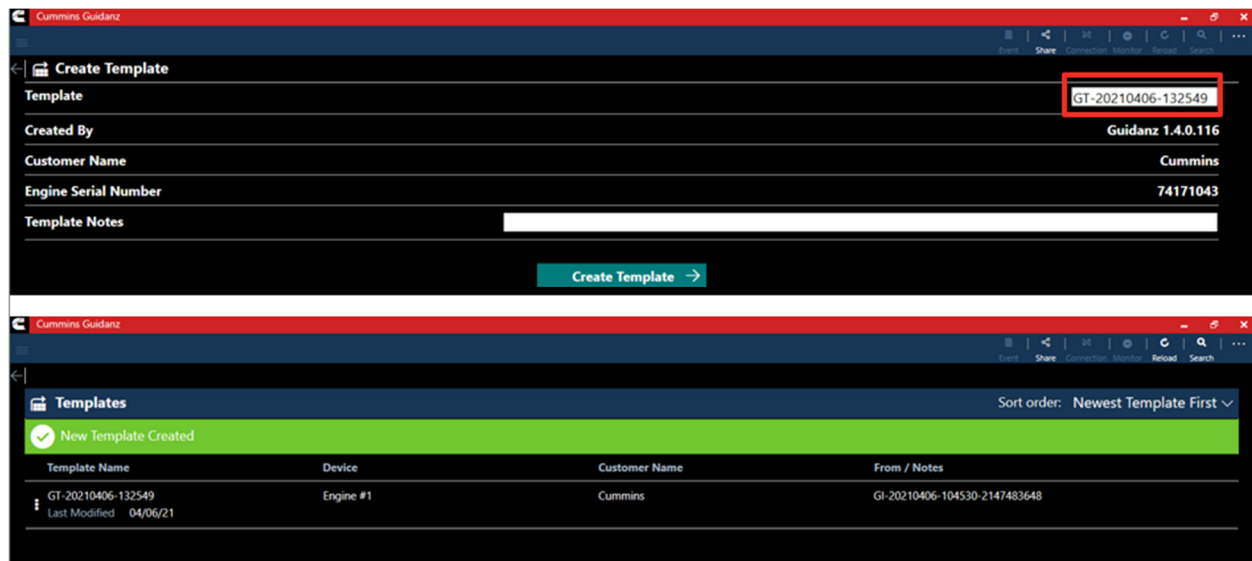 Cummins Guidanz
Event Share Connection Monitor Reload Search
Create Template
Template GT-20210406-132549
Created By Guidanz 1.4.0.116
Customer Name Cummins
Engine Serial Number 74171043
Template Notes
Create Template
Cummins Guidanz
Event Share Connection Monitor Reload Search
Templates Sort order: Newest Template First
New Template Created
Template Name Device Customer Name From / Notes
GT-20210406-132549 Engine #1 Cummins GI-20210406-104530-2147483648
Last Modified 04/06/21